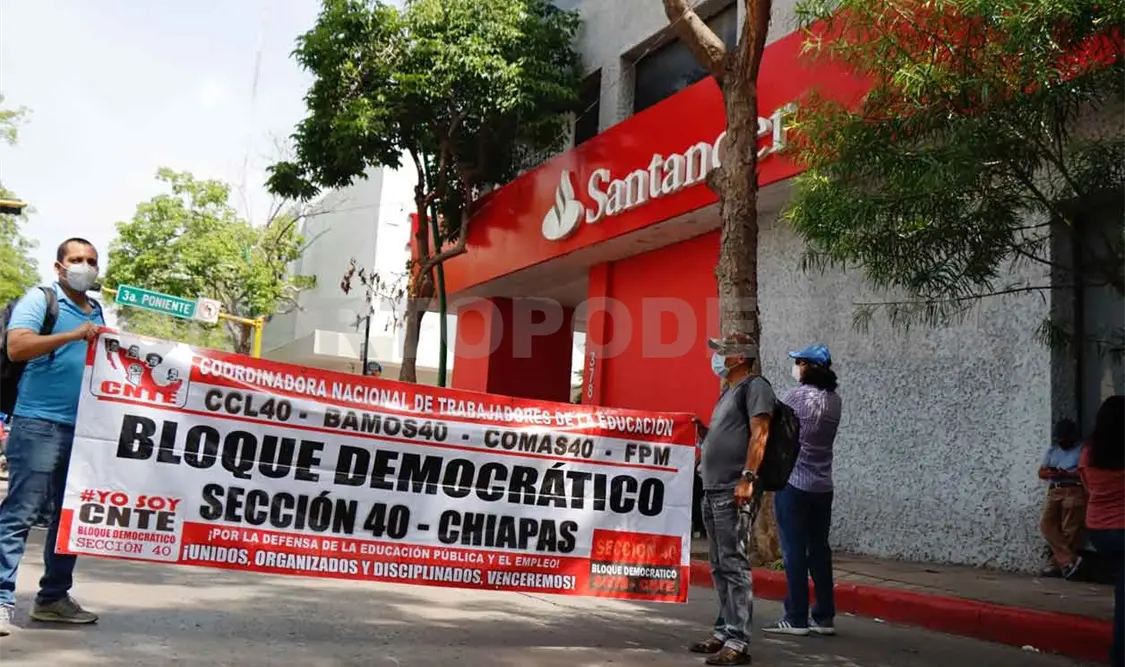 Santander
3a. PONIENTE
RTOPODE
378
CNTE
COORDINADORA NACIONAL DE TRABAJADORES DE LA EDUCACIÓN
CCL40 - BAMOS40 - COMAS40 - FPM
BLOQUE DEMOCRÁTICO
SECCIÓN 40 - CHIAPAS
#YO SOY
CNTE
BLOQUE DEMOCRÁTICO
SECCIÓN 40
¡POR LA DEFENSA DE LA EDUCACIÓN PÚBLICA Y EL EMPLEO!
¡UNIDOS, ORGANIZADOS Y DISCIPLINADOS, VENCEREMOS!
SECCIÓN 40
BLOQUE DEMOCRÁTICO